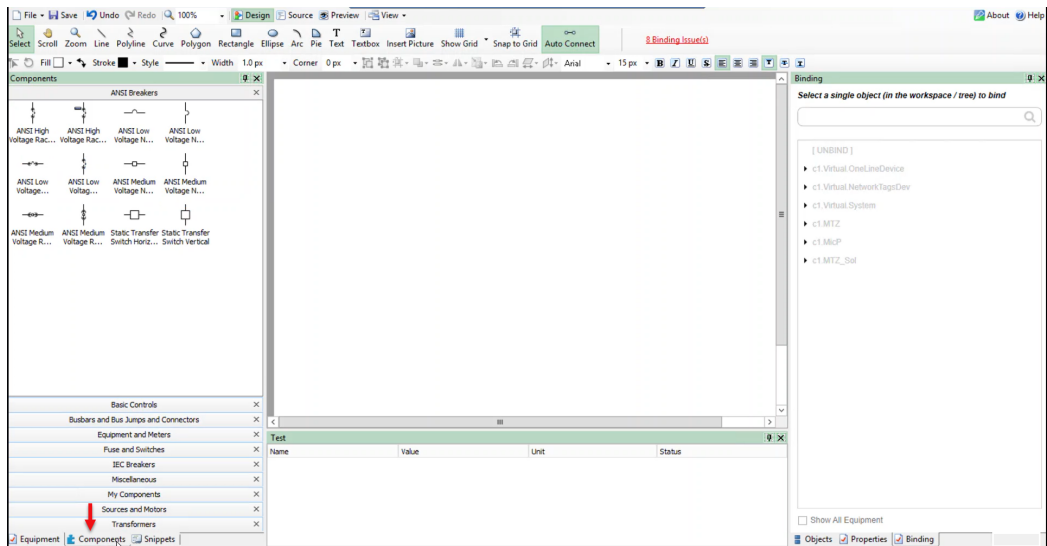 File Save Undo Redo 100% Design Source Preview View About Help
Select Scroll Zoom Line Polyline Curve Polygon Rectangle Ellipse Arc Pie Text Textbox Insert Picture Show Grid Snap to Grid Auto Connect 8 Binding Issue(s)
Fill Stroke Style Width 1.0 px Corner 0 px Arial 15 px B I U S T T I
Components
ANSI Breakers
ANSI High ANSI High ANSI Low ANSI Low
Voltage Rac... Voltage Rac... Voltage N... Voltage N...
ANSI Low ANSI Low ANSI Medium ANSI Medium
Voltage... Voltag... Voltage N... Voltage N...
ANSI Medium ANSI Medium Static Transfer Static Transfer
Voltage R... Voltage R... Switch Horiz... Switch Vertical
Basic Controls
Busbars and Bus Jumps and Connectors
Equipment and Meters
Fuse and Switches
IEC Breakers
Miscellaneous
My Components
Sources and Motors
Transformers
Equipment Components Snippets
Test
Name Value Unit Status
Binding
Select a single object (in the workspace / tree) to bind
[ UNBIND ]
c1.Virtual.OneLineDevice
c1.Virtual.NetworkTagsDev
c1.Virtual.System
c1.MTZ
c1.MicP
c1.MTZ_Sol
Show All Equipment
Objects Properties Binding